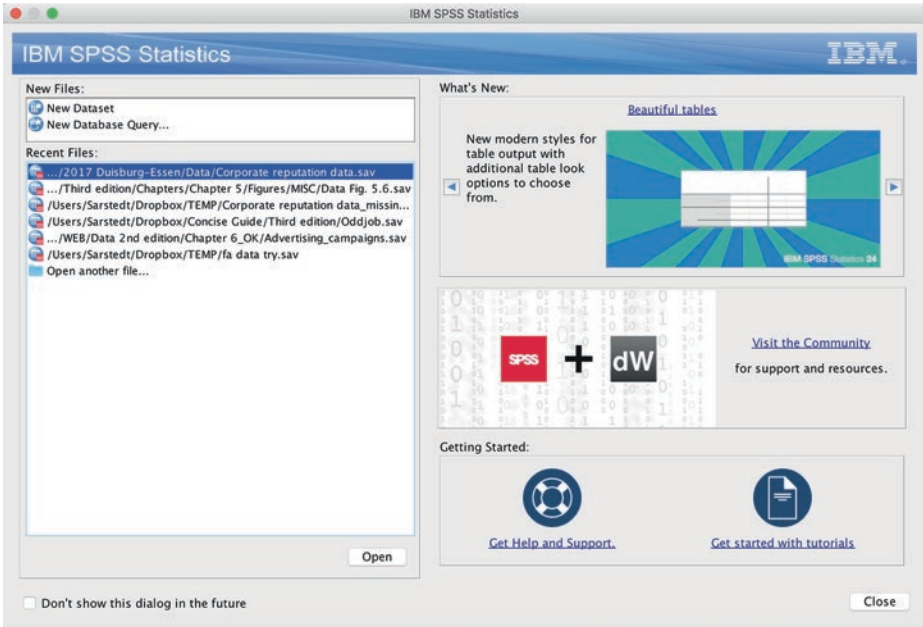 IBM SPSS Statistics
IBM SPSS Statistics
IBM.
New Files:
New Dataset
New Database Query...
Recent Files:
.../2017 Duisburg-Essen/Data/Corporate reputation data.sav
.../Third edition/Chapters/Chapter 5/Figures/MISC/Data Fig. 5.6.sav
/Users/Sarstedt/Dropbox/TEMP/Corporate reputation data_missin...
/Users/Sarstedt/Dropbox/Concise Guide/Third edition/Oddjob.sav
.../WEB/Data 2nd edition/Chapter 6_OK/Advertising_campaigns.sav
/Users/Sarstedt/Dropbox/TEMP/fa data try.sav
Open another file...
Open
Don't show this dialog in the future
What's New:
Beautiful tables
New modern styles for
table output with
additional table look
options to choose
from.
IBM SPSS Statistics 24
SPSS + dW
Visit the Community
for support and resources.
Getting Started:
Get Help and Support.
Get started with tutorials
Close